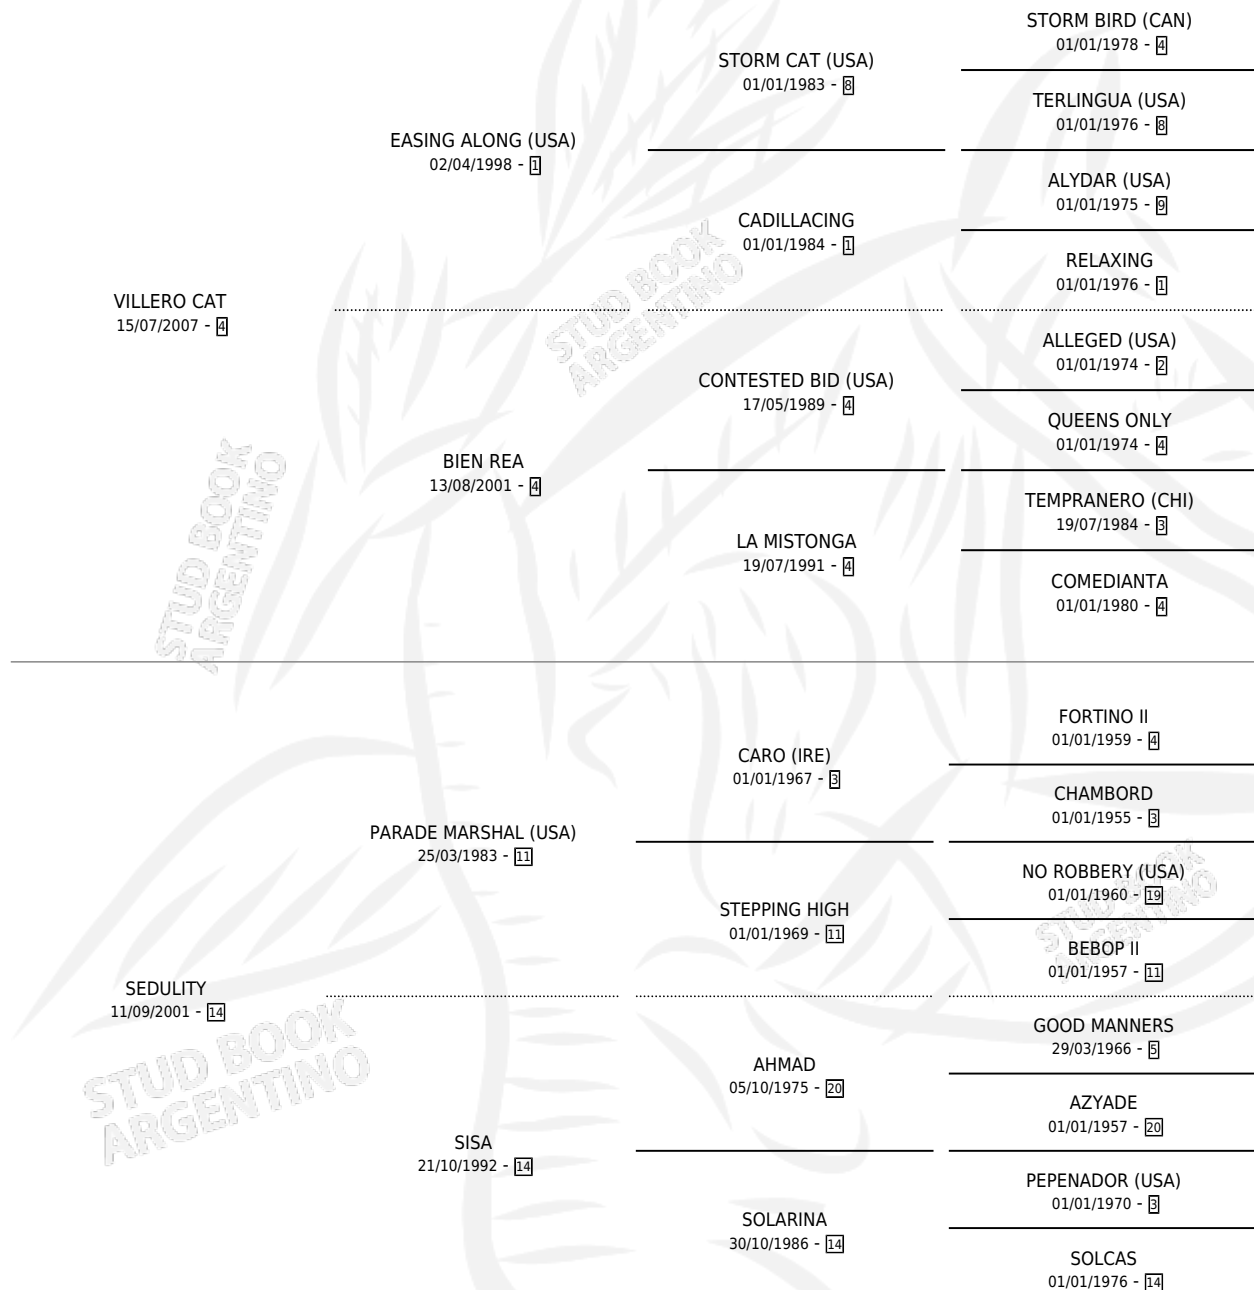 STORM BIRD (CAN)
01/01/1978 - 4
STORM CAT (USA)
01/01/1983 - 8
TERLINGUA (USA)
01/01/1976 - 8
EASING ALONG (USA)
02/04/1998 - 1
ALYDAR (USA)
01/01/1975 - 9
CADILLACING
01/01/1984 - 1
RELAXING
01/01/1976 - 1
VILLERO CAT
15/07/2007 - 4
ALLEGED (USA)
01/01/1974 - 2
CONTESTED BID (USA)
17/05/1989 - 4
QUEENS ONLY
01/01/1974 - 4
BIEN REA
13/08/2001 - 4
TEMPRANERO (CHI)
19/07/1984 - 3
LA MISTONGA
19/07/1991 - 4
COMEDIANTA
01/01/1980 - 4
FORTINO II
01/01/1959 - 4
CARO (IRE)
01/01/1967 - 3
CHAMBORD
01/01/1955 - 3
PARADE MARSHAL (USA)
25/03/1983 - 11
NO ROBBERY (USA)
01/01/1960 - 19
STEPPING HIGH
01/01/1969 - 11
BEBOP II
01/01/1957 - 11
SEDULITY
11/09/2001 - 14
GOOD MANNERS
29/03/1966 - 5
AHMAD
05/10/1975 - 20
AZYADE
01/01/1957 - 20
SISA
21/10/1992 - 14
PEPENADOR (USA)
01/01/1970 - 3
SOLARINA
30/10/1986 - 14
SOLCAS
01/01/1976 - 14
STUD BOOK
ARGENTINO
STUD BOOK
ARGENTINO
STUD BOOK
ARGENTINO
STUD BOOK
ARGENTINO